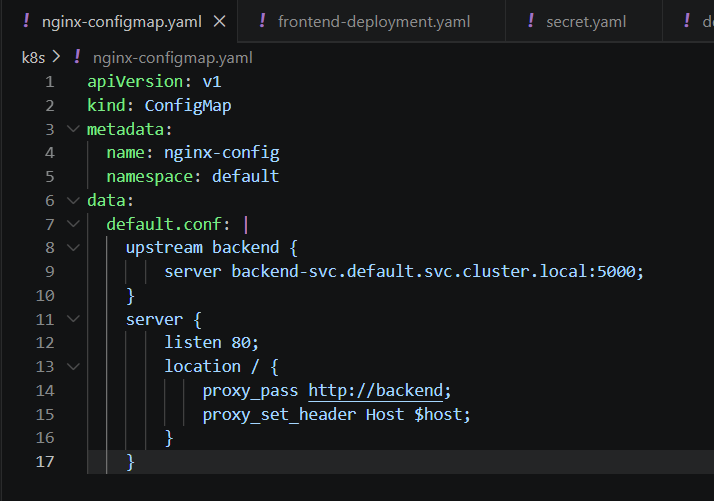 ! nginx-configmap.yaml × ! frontend-deployment.yaml ! secret.yaml ! de
k8s > ! nginx-configmap.yaml
1 apiVersion: v1
2 kind: ConfigMap
3 metadata:
4   name: nginx-config
5   namespace: default
6 data:
7   default.conf: |
8     upstream backend {
9         server backend-svc.default.svc.cluster.local:5000;
10     }
11     server {
12         listen 80;
13         location / {
14             proxy_pass http://backend;
15             proxy_set_header Host $host;
16         }
17     }